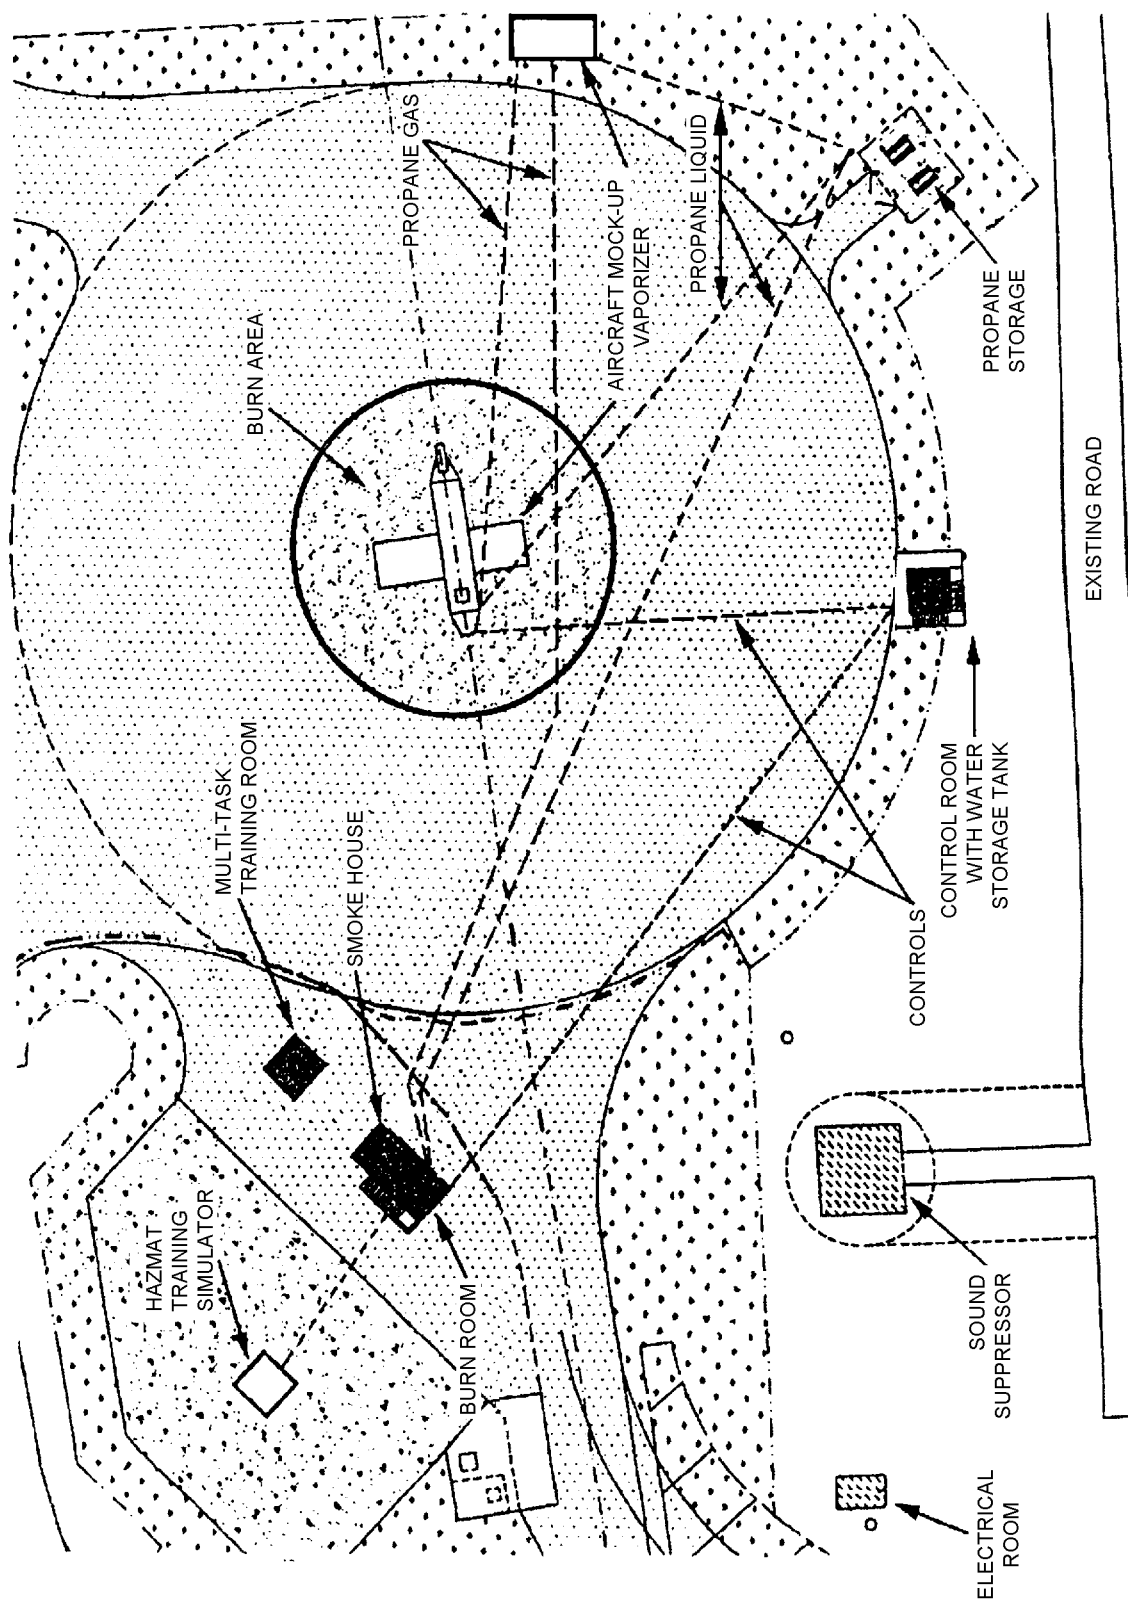 PROPANE GAS
BURN AREA
AIRCRAFT MOCK-UP
VAPORIZER
PROPANE LIQUID
PROPANE
STORAGE
EXISTING ROAD
MULTI-TASK
TRAINING ROOM
SMOKE HOUSE
CONTROLS
CONTROL ROOM
WITH WATER
STORAGE TANK
HAZMAT
TRAINING
SIMULATOR
BURN ROOM
SOUND
SUPPRESSOR
ELECTRICAL
ROOM